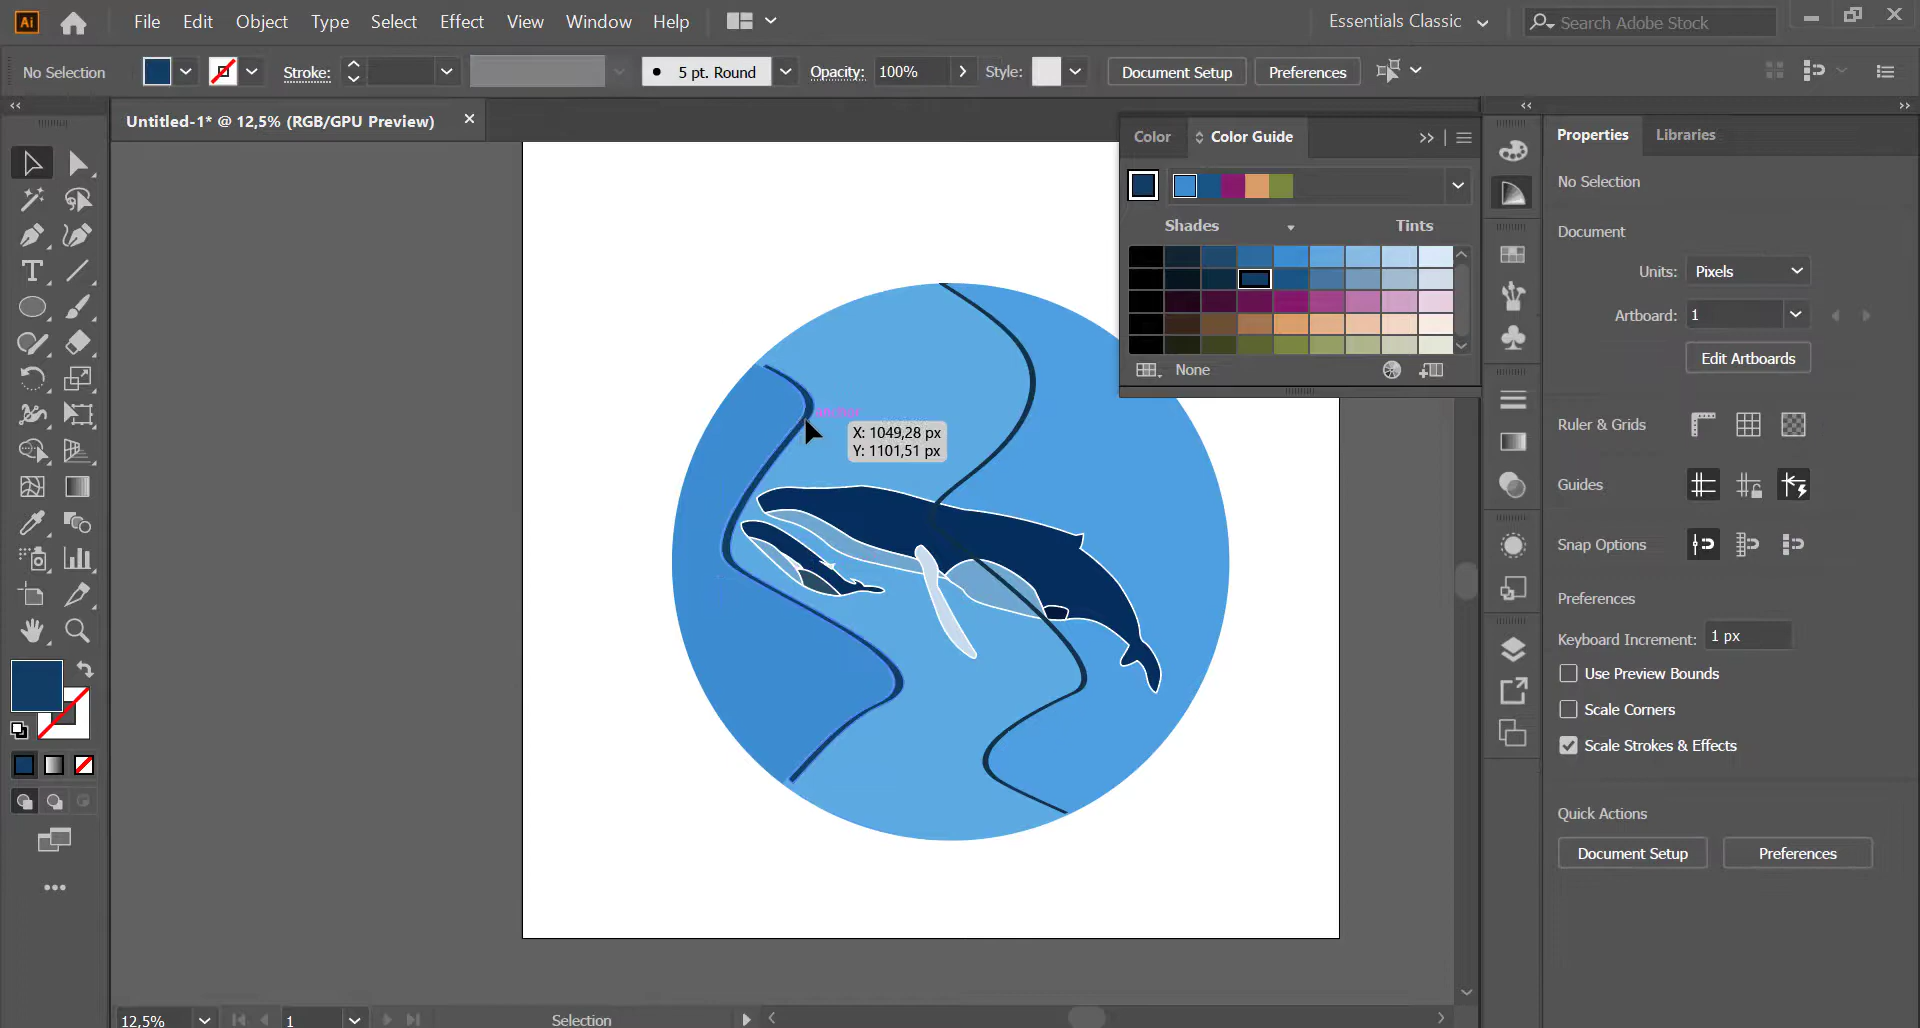 Ai File Edit Object Type Select Effect View Window Help Essentials Classic Search Adobe Stock
No Selection Stroke: 5 pt. Round Opacity: 100% Style: Document Setup Preferences
Untitled-1* @ 12,5% (RGB/GPU Preview)
Color Color Guide
Shades Tints
None
anchor
X: 1049,28 px
Y: 1101,51 px
Properties Libraries
No Selection
Document
Units: Pixels
Artboard: 1
Edit Artboards
Ruler & Grids
Guides
Snap Options
Preferences
Keyboard Increment: 1 px
Use Preview Bounds
Scale Corners
Scale Strokes & Effects
Quick Actions
Document Setup Preferences
12,5% 1 Selection